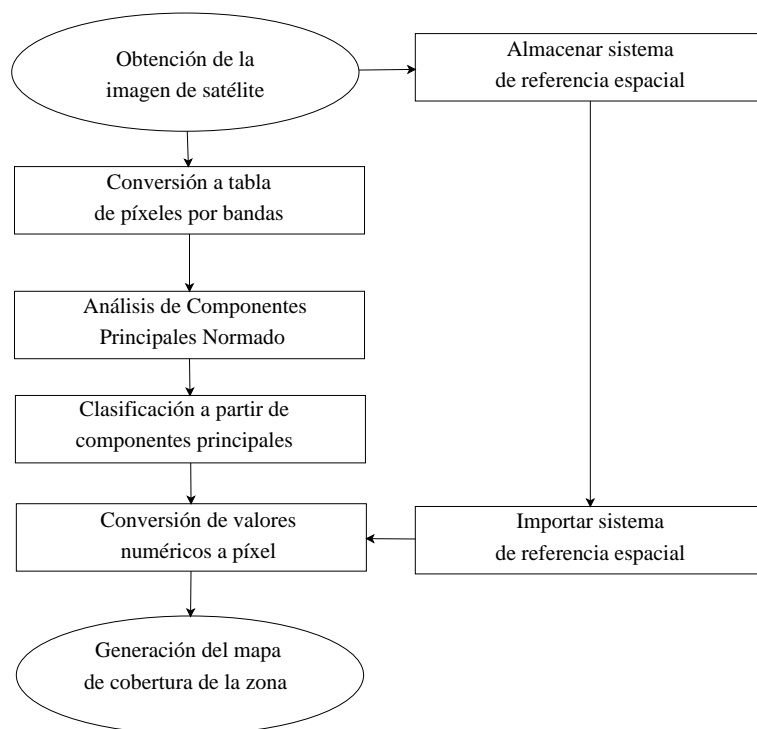 Obtención de la
imagen de satélite
Almacenar sistema
de referencia espacial
Conversión a tabla
de píxeles por bandas
Análisis de Componentes
Principales Normado
Clasificación a partir de
componentes principales
Conversión de valores
numéricos a píxel
Importar sistema
de referencia espacial
Generación del mapa
de cobertura de la zona